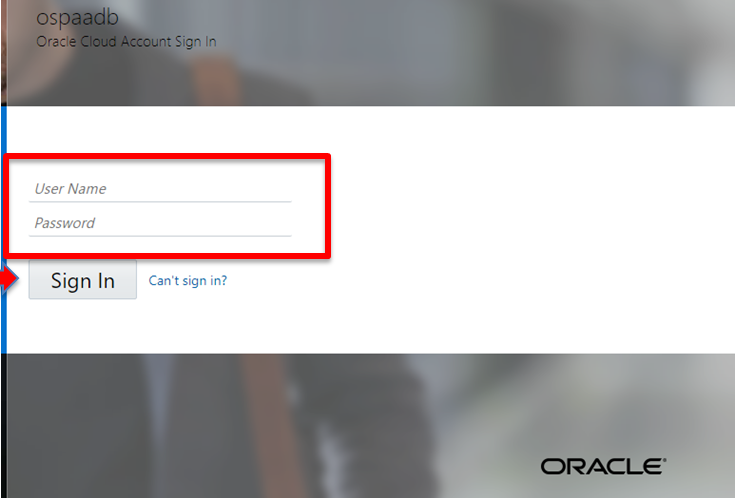 ospaadb
Oracle Cloud Account Sign In
User Name
Password
Sign In
Can't sign in?
ORACLE®